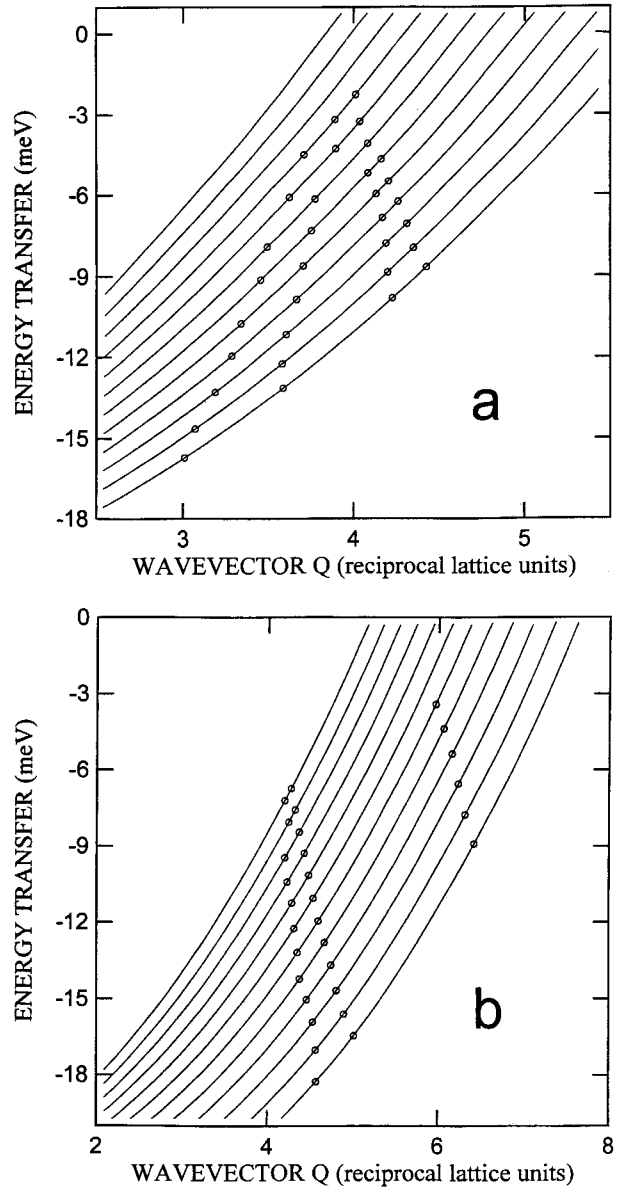 0
-3
-6
-9
-12
-15
-18
ENERGY TRANSFER (meV)
a
3 4 5
WAVEVECTOR Q (reciprocal lattice units)
0
-3
-6
-9
-12
-15
-18
ENERGY TRANSFER (meV)
b
2 4 6 8
WAVEVECTOR Q (reciprocal lattice units)